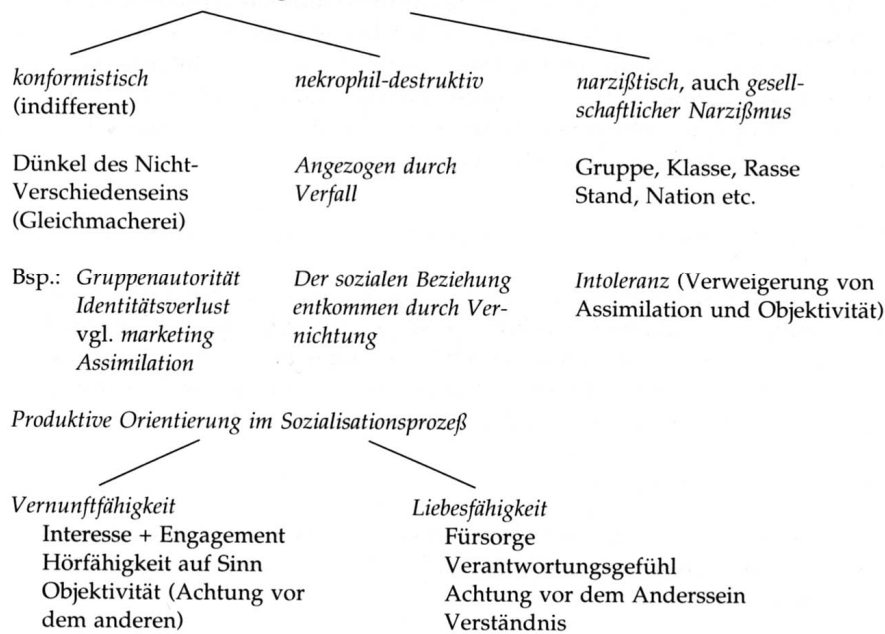 konformistisch
(indifferent)
Dünkel des Nicht-
Verschiedenseins
(Gleichmacherei)
Bsp.: Gruppenautorität
Identitätsverlust
vgl. marketing
Assimilation
nekrophil-destruktiv
Angezogen durch
Verfall
Der sozialen Beziehung
entkommen durch Ver-
nichtung
narzißtisch, auch gesell-
schaftlicher Narzißmus
Gruppe, Klasse, Rasse
Stand, Nation etc.
Intoleranz (Verweigerung von
Assimilation und Objektivität)
Produktive Orientierung im Sozialisationsprozeß
Vernunftfähigkeit
Interesse + Engagement
Hörfähigkeit auf Sinn
Objektivität (Achtung vor
dem anderen)
Liebesfähigkeit
Fürsorge
Verantwortungsgefühl
Achtung vor dem Anderssein
Verständnis